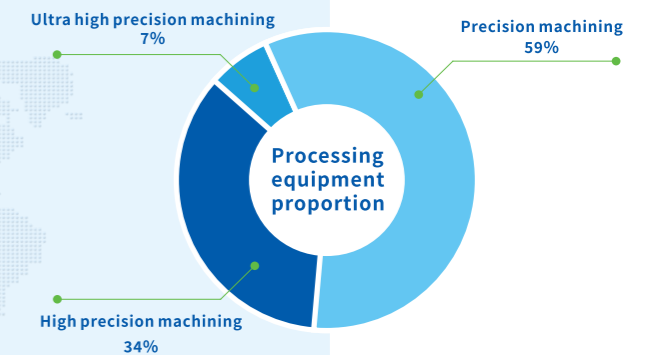 Ultra high precision machining
7%
Precision machining
59%
Processing
equipment
proportion
High precision machining
34%